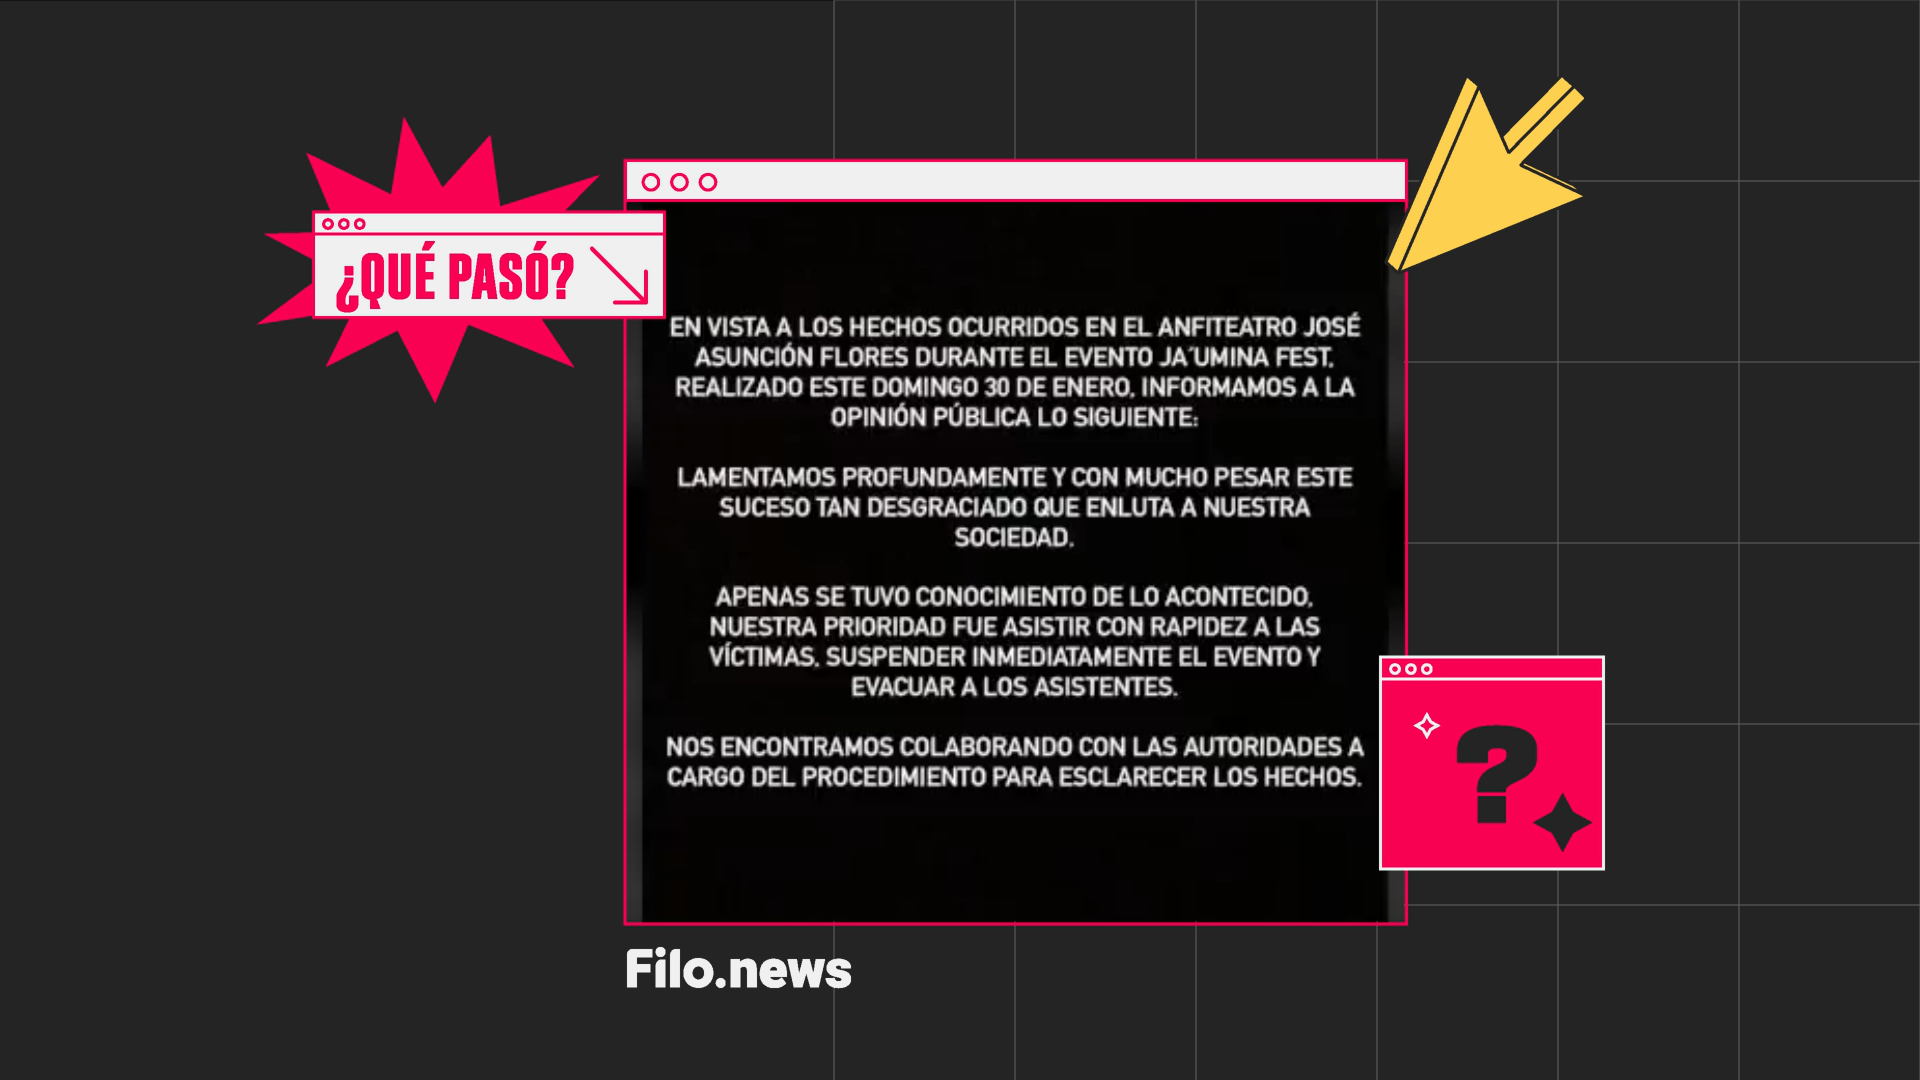 ¿QUÉ PASÓ?
EN VISTA A LOS HECHOS OCURRIDOS EN EL ANFITEATRO JOSÉ
ASUNCIÓN FLORES DURANTE EL EVENTO JA´UMINA FEST,
REALIZADO ESTE DOMINGO 30 DE ENERO, INFORMAMOS A LA
OPINIÓN PÚBLICA LO SIGUIENTE:
LAMENTAMOS PROFUNDAMENTE Y CON MUCHO PESAR ESTE
SUCESO TAN DESGRACIADO QUE ENLUTA A NUESTRA
SOCIEDAD.
APENAS SE TUVO CONOCIMIENTO DE LO ACONTECIDO,
NUESTRA PRIORIDAD FUE ASISTIR CON RAPIDEZ A LAS
VÍCTIMAS, SUSPENDER INMEDIATAMENTE EL EVENTO Y
EVACUAR A LOS ASISTENTES.
NOS ENCONTRAMOS COLABORANDO CON LAS AUTORIDADES A
CARGO DEL PROCEDIMIENTO PARA ESCLARECER LOS HECHOS.
?
Filo.news